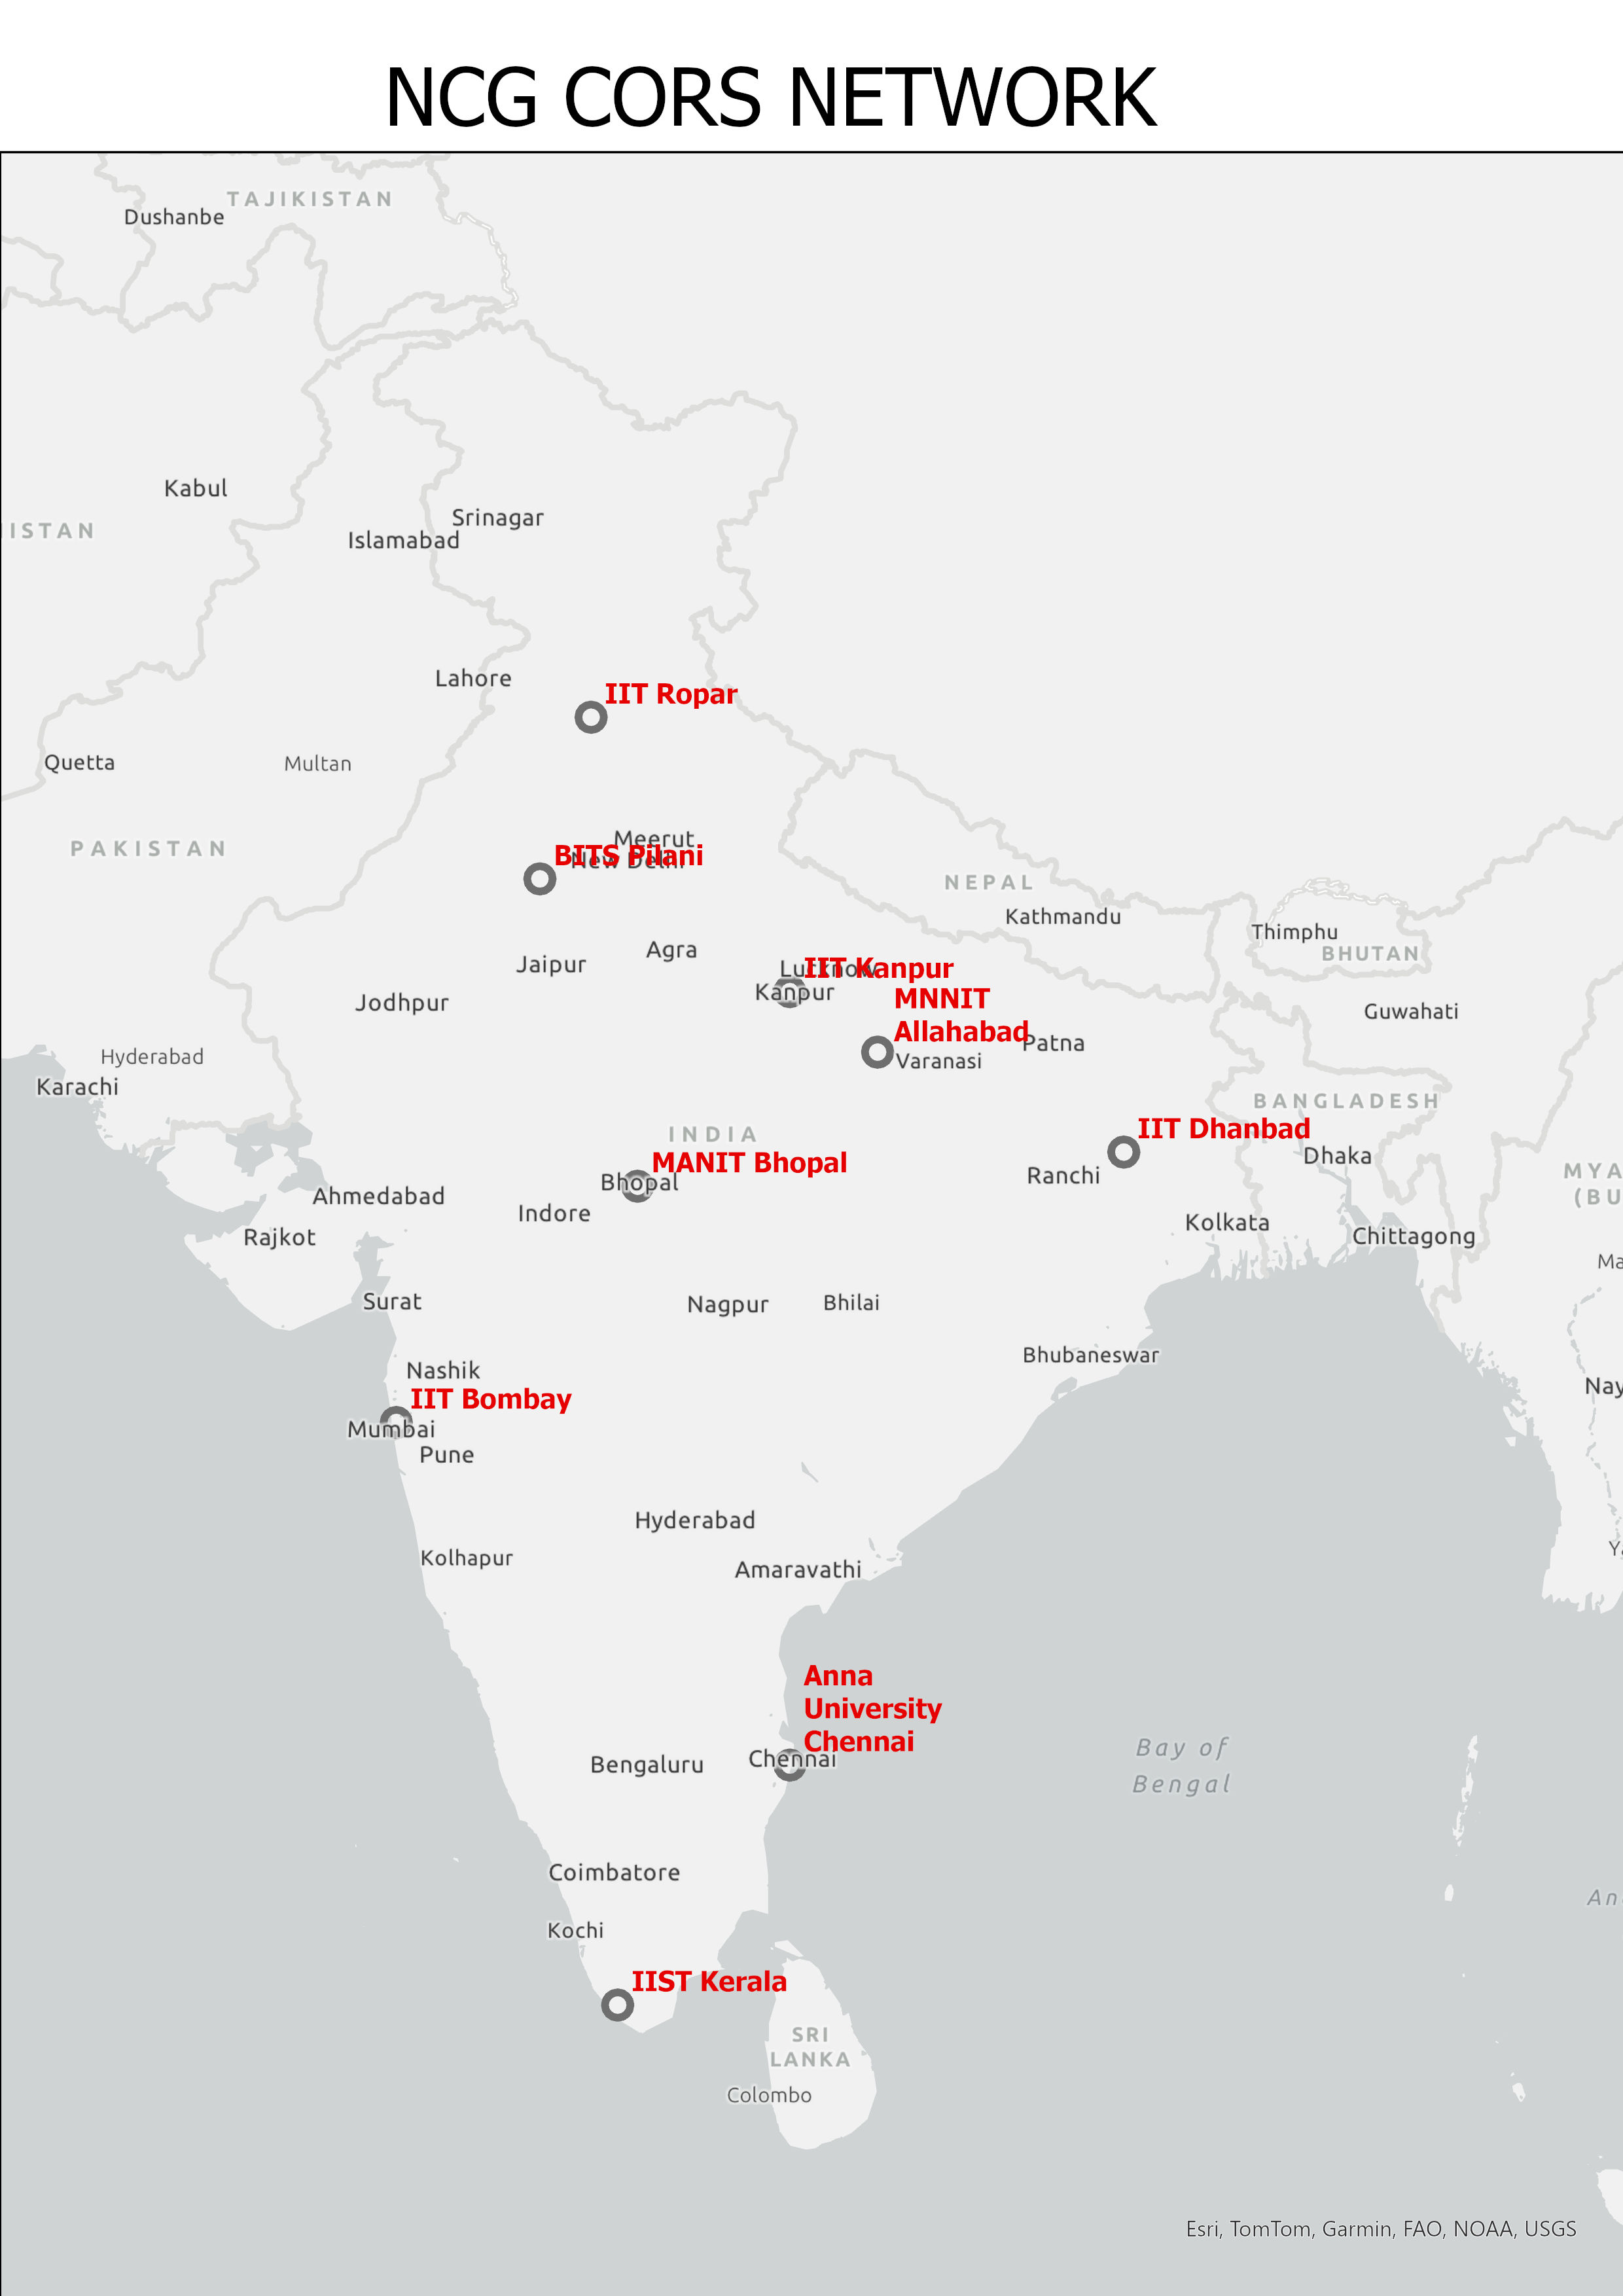 NCG CORS NETWORK
TAJIKISTAN
Dushanbe
Kabul
Srinagar
ISTAN
Islamabad
Lahore
IIT Ropar
Quetta
Multan
Meerut
PAKISTAN
BITS Pilani
New Delhi
NEPAL
Kathmandu
Thimphu
BHUTAN
Agra
Jaipur
Lucknow
IIT Kanpur
Kanpur
MNNIT
Allahabad
Jodhpur
Guwahati
Patna
Varanasi
Hyderabad
Karachi
BANGLADESH
IIT Dhanbad
INDIA
Dhaka
MANIT Bhopal
Bhopal
Ranchi
MYA
(BU
Ahmedabad
Indore
Kolkata
Rajkot
Chittagong
Ma
Surat
Nagpur
Bhilai
Bhubaneswar
Nashik
Nay
IIT Bombay
Mumbai
Pune
Hyderabad
Kolhapur
Amaravathi
Anna
University
Chennai
Chennai
Bengaluru
Bay of
Bengal
Coimbatore
An
Kochi
IIST Kerala
SRI
LANKA
Colombo
Esri, TomTom, Garmin, FAO, NOAA, USGS